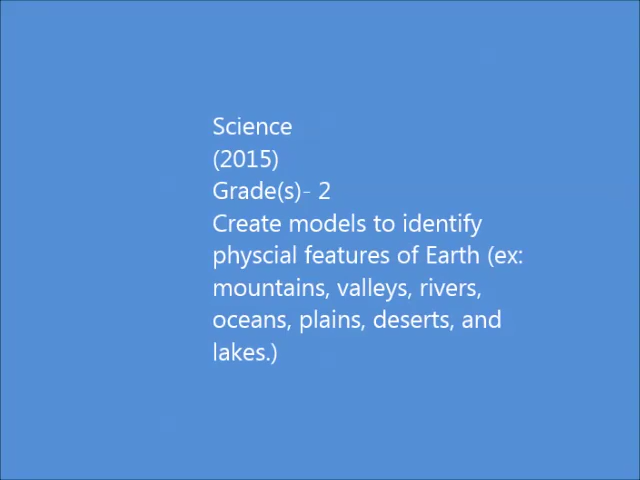 Science
(2015)
Grade(s)- 2
Create models to identify
physcial features of Earth (ex:
mountains, valleys, rivers,
oceans, plains, deserts, and
lakes.)